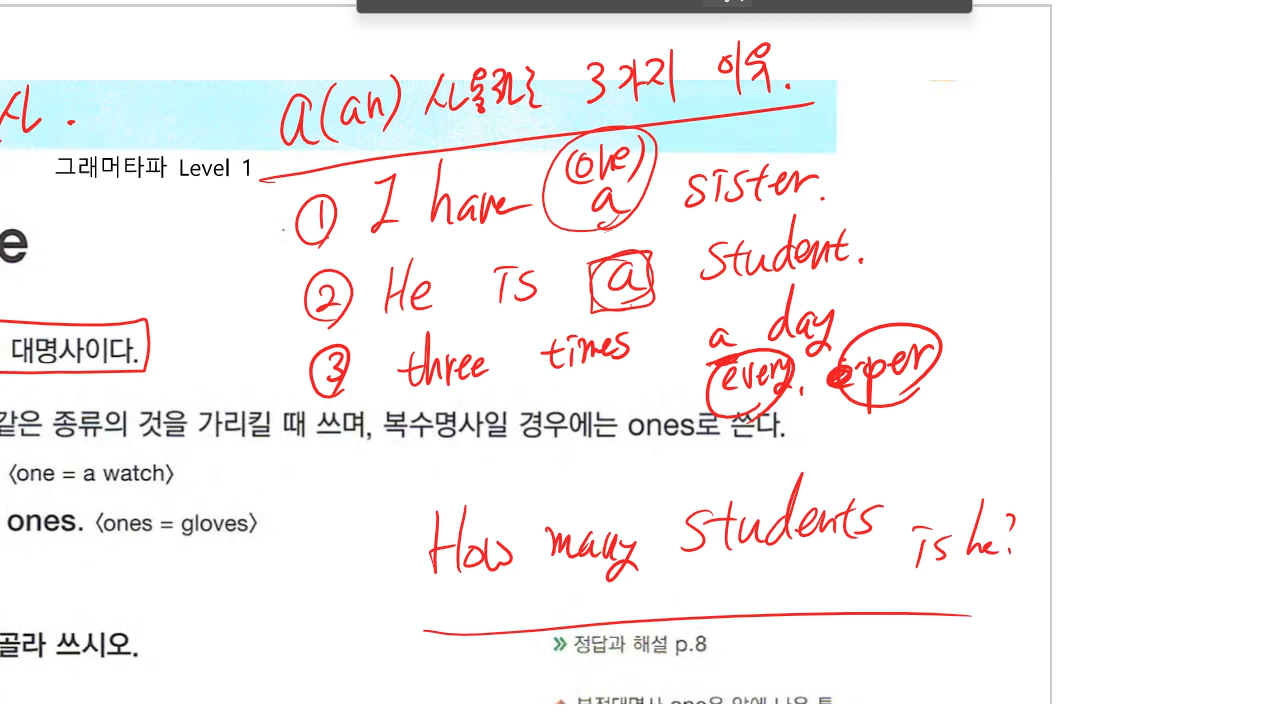 a(an) 3가지 이유.
그래머타파 Level 1
① I have (one) a sister.
e
② He is a student.
③ three times a day
대명사이다.
every. per
같은 종류의 것을 가리킬 때 쓰며, 복수명사일 경우에는 ones로 쓴다.
〈one = a watch〉
ones. 〈ones = gloves〉
How many students is he?
골라 쓰시오.
» 정답과 해설 p.8